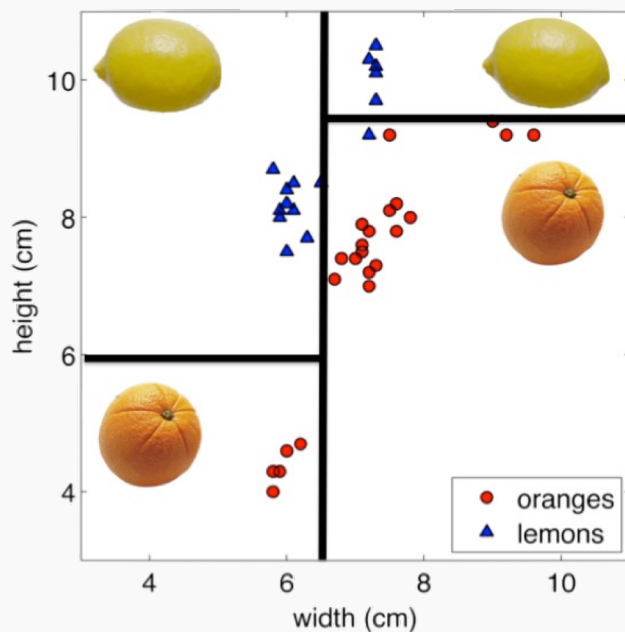 10
8
6
4
height (cm)
4 6 8 10
width (cm)
oranges
lemons